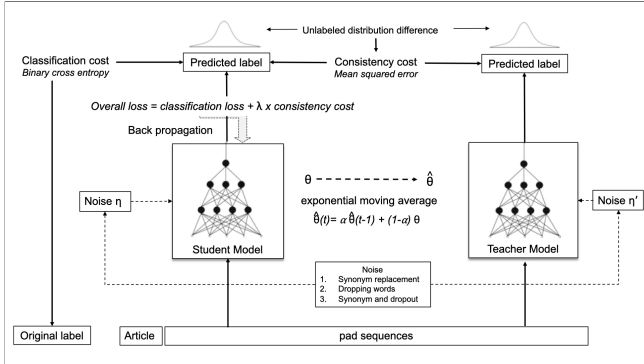 Unlabeled distribution difference
Classification cost
Binary cross entropy
Predicted label
Consistency cost
Mean squared error
Predicted label
Overall loss = classification loss + λ x consistency cost
Back propagation
θ
θ̂
exponential moving average
θ̂(t)= α θ̂(t-1) + (1-α) θ
Noise η
Noise η′
Student Model
Teacher Model
Noise
1. Synonym replacement
2. Dropping words
3. Synonym and dropout
Original label
Article
pad sequences